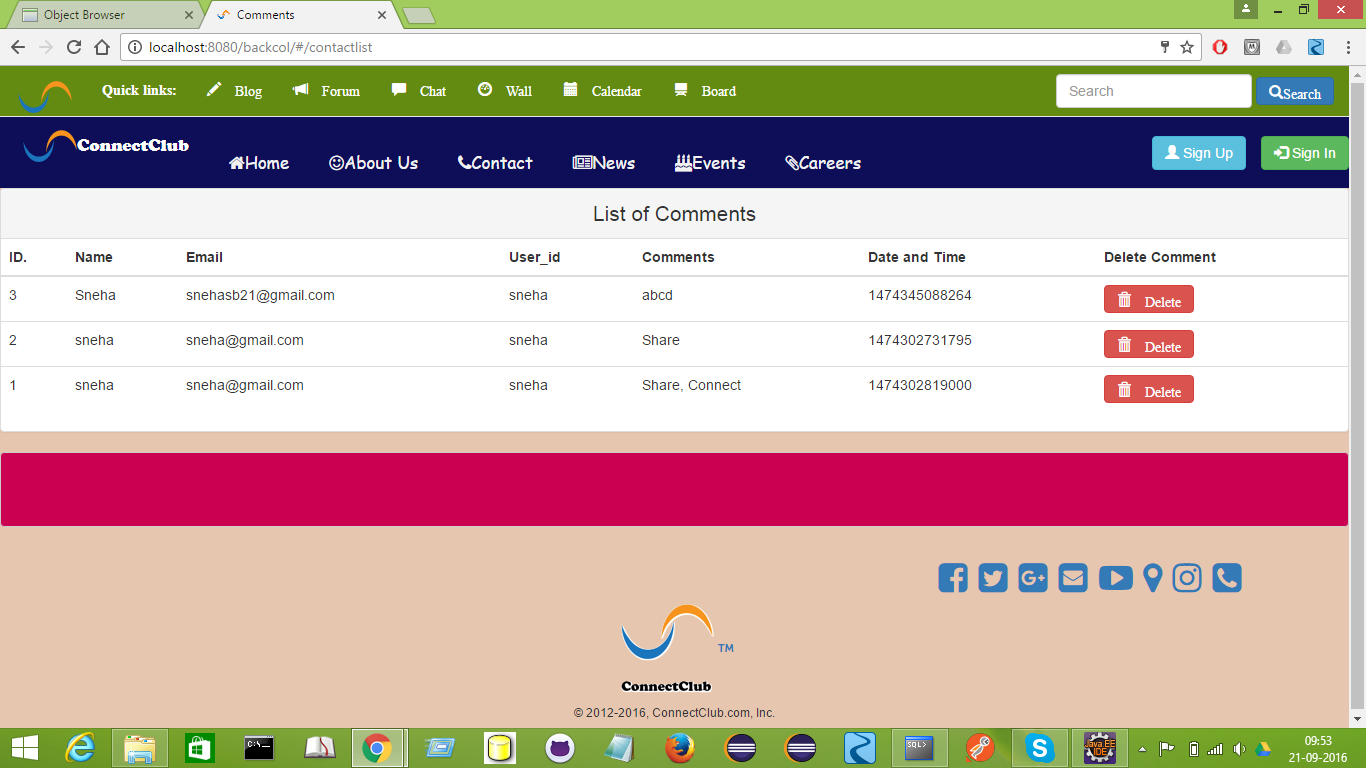 Object Browser
Comments
localhost:8080/backcol/#/contactlist
Quick links: Blog Forum Chat Wall Calendar Board
Search
Search
ConnectClub
Home About Us Contact News Events Careers
Sign Up Sign In
List of Comments
ID. Name Email User_id Comments Date and Time Delete Comment
3 Sneha snehasb21@gmail.com sneha abcd 1474345088264 Delete
2 sneha sneha@gmail.com sneha Share 1474302731795 Delete
1 sneha sneha@gmail.com sneha Share, Connect 1474302819000 Delete
TM
ConnectClub
© 2012-2016, ConnectClub.com, Inc.
C:\
SQL>
Java EE
IDE
09:53
21-09-2016